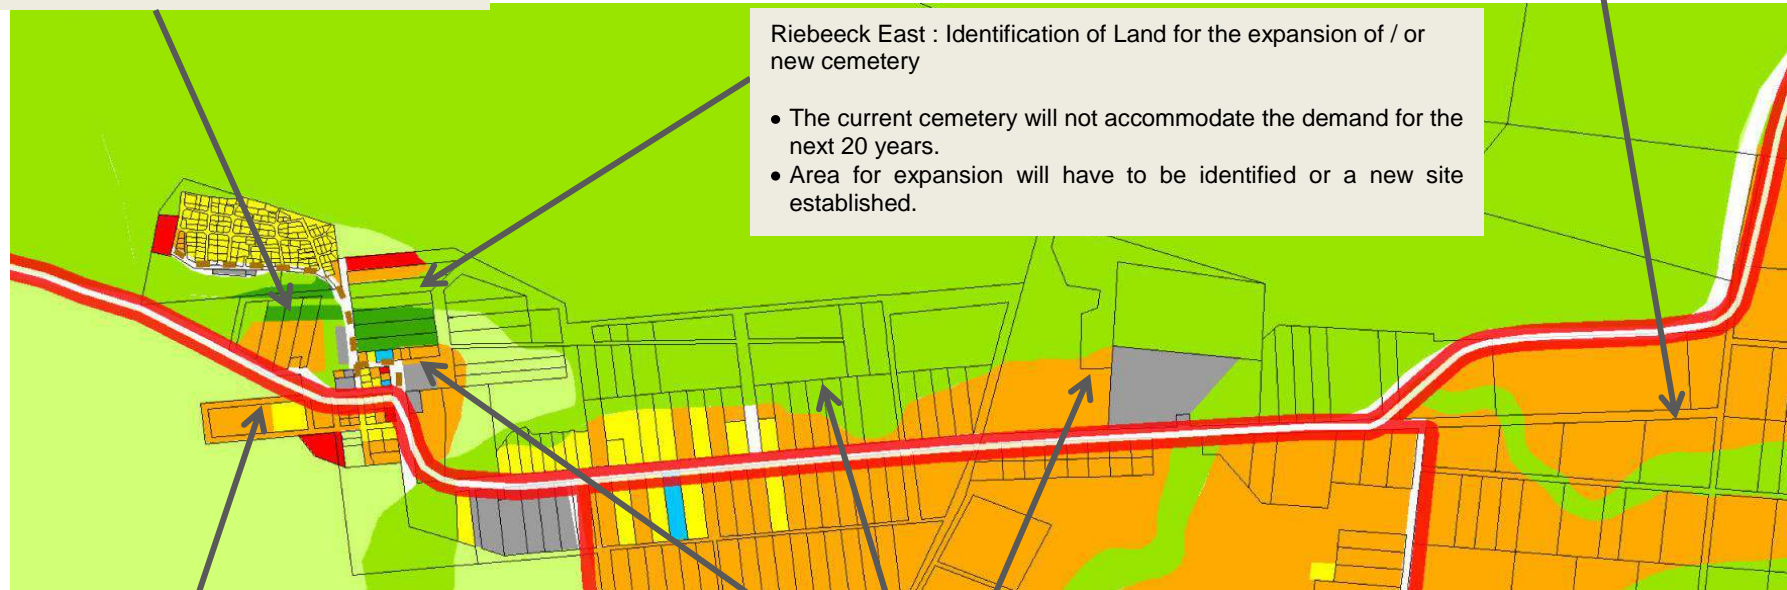 Riebeeck East : Identification of Land for the expansion of / or
new cemetery
• The current cemetery will not accommodate the demand for the
next 20 years.
• Area for expansion will have to be identified or a new site
established.